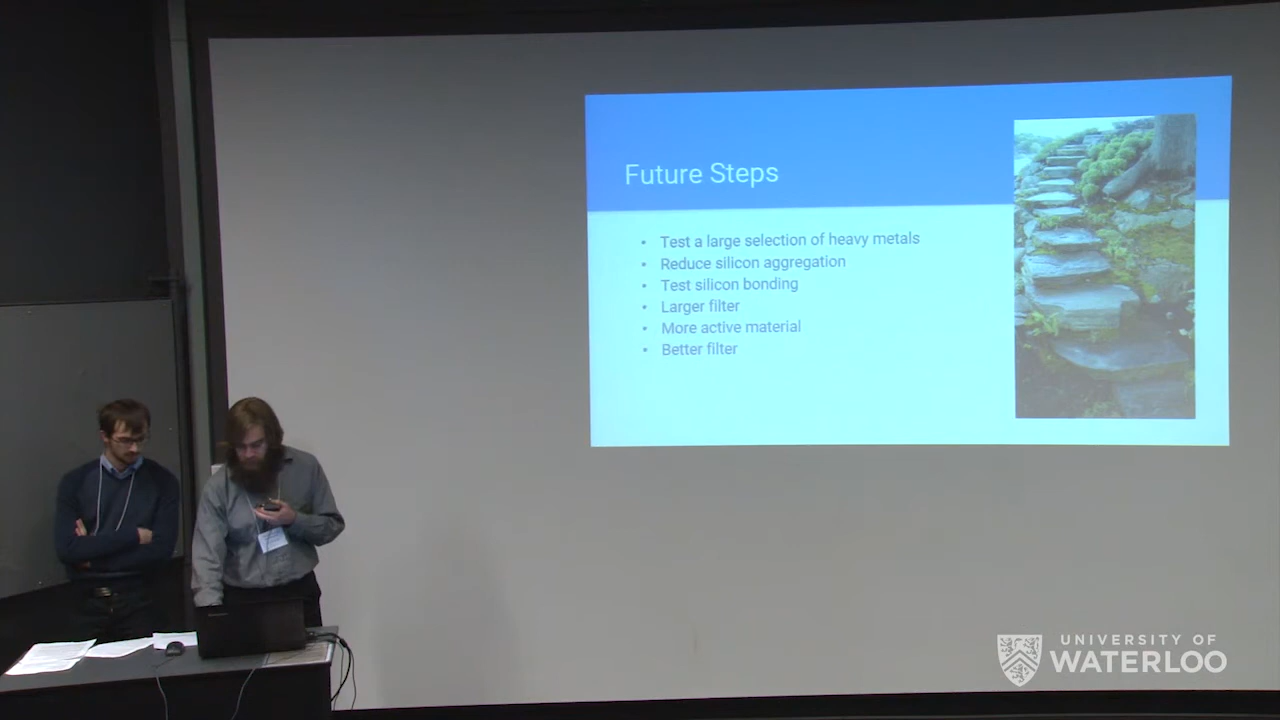 Future Steps
• Test a large selection of heavy metals
• Reduce silicon aggregation
• Test silicon bonding
• Larger filter
• More active material
• Better filter
UNIVERSITY OF
WATERLOO